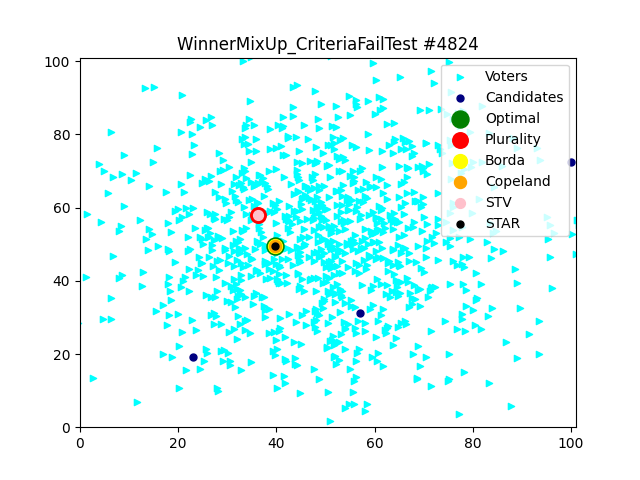 WinnerMixUp_CriteriaFailTest #4824
100
80
60
40
20
0
0
20
40
60
80
100
Voters
Candidates
Optimal
Plurality
Borda
Copeland
STV
STAR